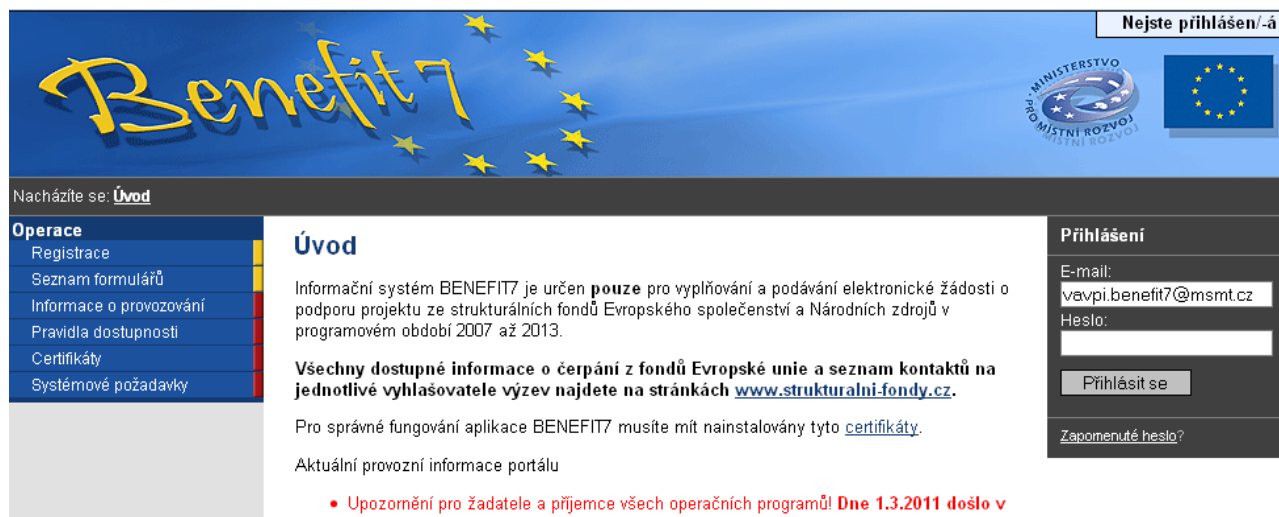 Benefit 7
Nejste přihlášen/-á
MINISTERSTVO
PRO MÍSTNÍ ROZVOJ
Nacházíte se: Úvod
Operace
Registrace
Seznam formulářů
Informace o provozování
Pravidla dostupnosti
Certifikáty
Systémové požadavky
Úvod
Informační systém BENEFIT7 je určen pouze pro vyplňování a podávání elektronické žádosti o
podporu projektu ze strukturálních fondů Evropského společenství a Národních zdrojů v
programovém období 2007 až 2013.
Všechny dostupné informace o čerpání z fondů Evropské unie a seznam kontaktů na
jednotlivé vyhlašovatele výzev najdete na stránkách www.strukturalni-fondy.cz.
Pro správné fungování aplikace BENEFIT7 musíte mít nainstalovány tyto certifikáty.
Aktuální provozní informace portálu
• Upozornění pro žadatele a příjemce všech operačních programů! Dne 1.3.2011 došlo v
Přihlášení
E-mail:
vavpi.benefit7@msmt.cz
Heslo:
Přihlásit se
Zapomenuté heslo?